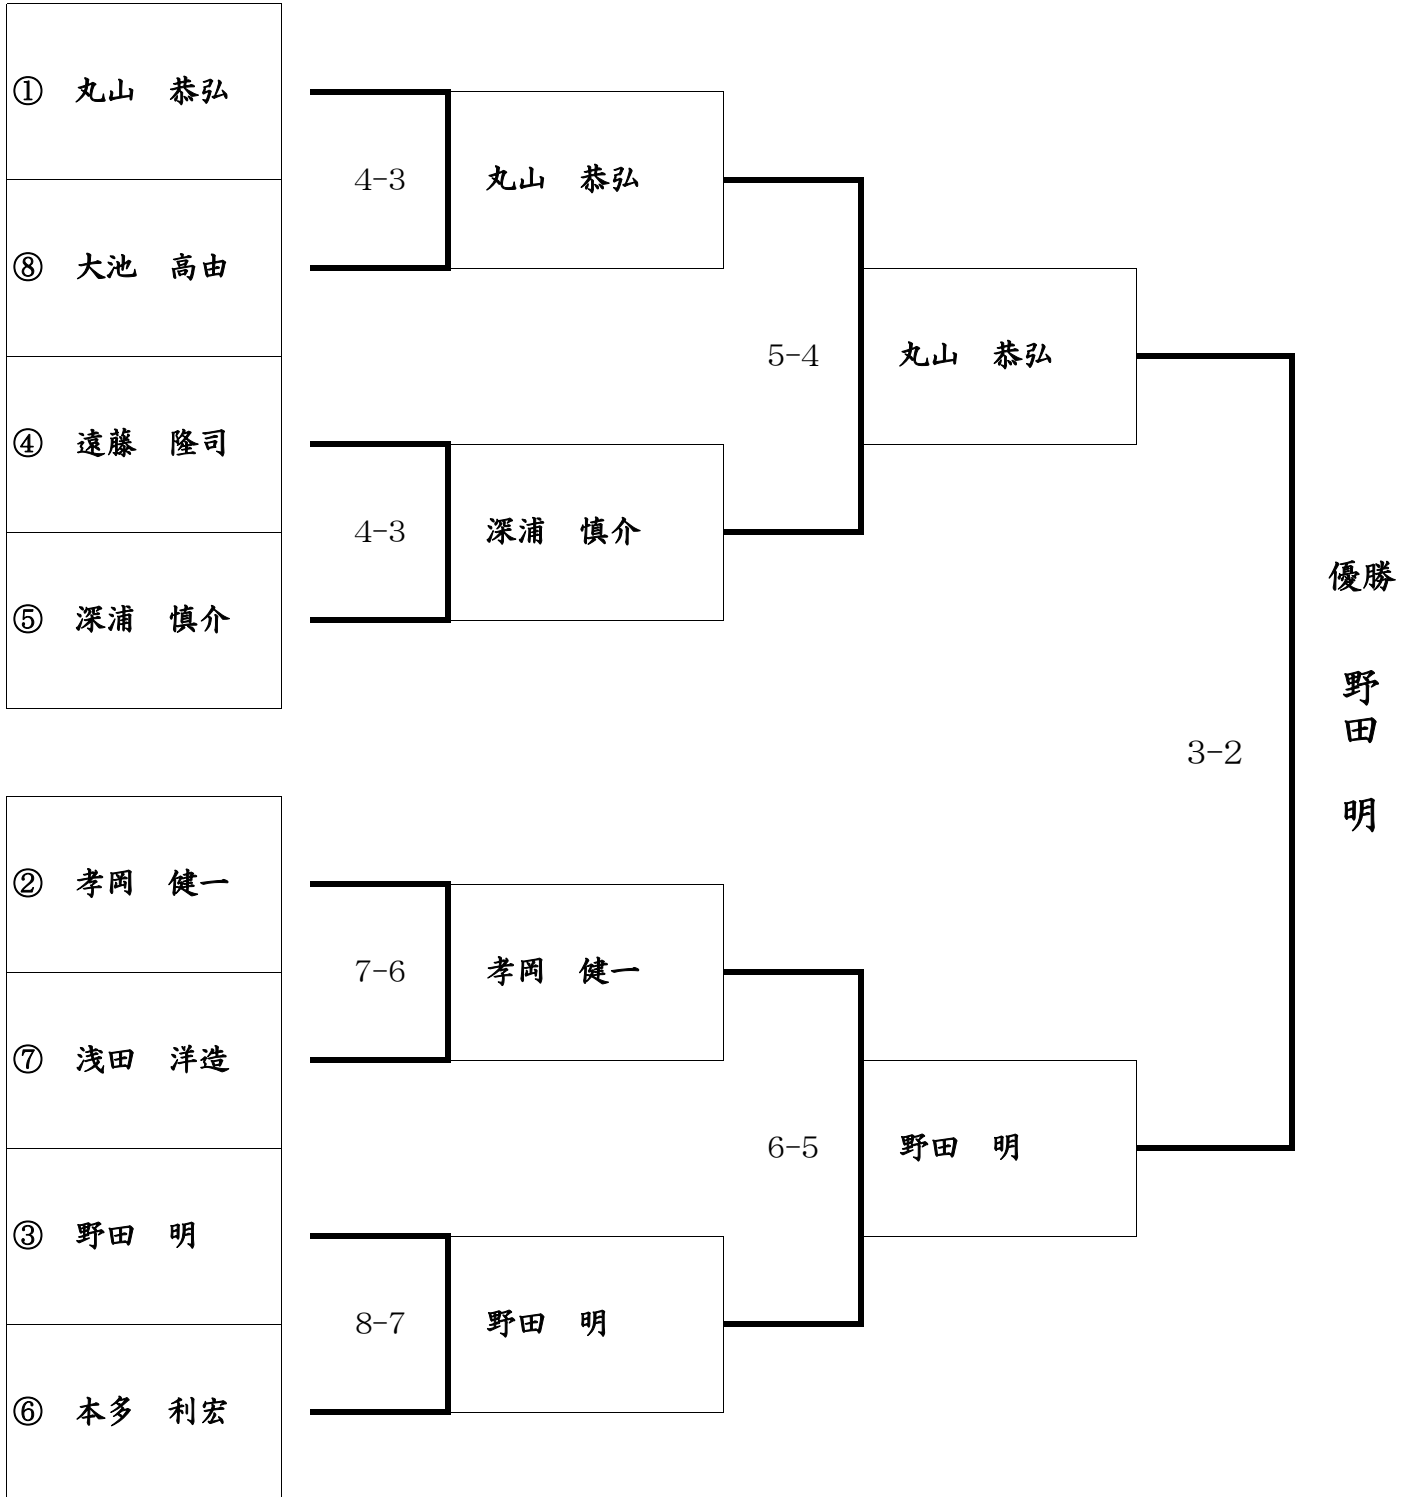 ① 丸山 恭弘
4-3
丸山 恭弘
⑧ 大池 高由
5-4
丸山 恭弘
④ 遠藤 隆司
4-3
深浦 慎介
⑤ 深浦 慎介
優勝
野田 明
3-2
② 孝岡 健一
7-6
孝岡 健一
⑦ 浅田 洋造
6-5
野田 明
③ 野田 明
8-7
野田 明
⑥ 本多 利宏